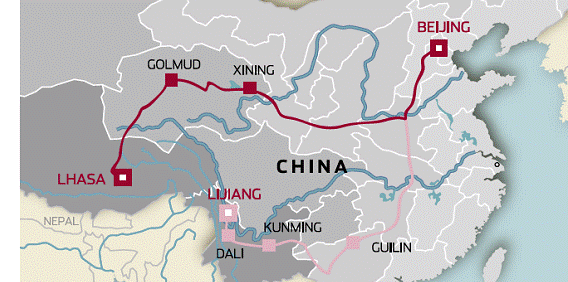 BEIJING
GOLMUD
XINING
CHINA
LHASA
LIJIANG
NEPAL
KUNMING
GUILIN
DALI